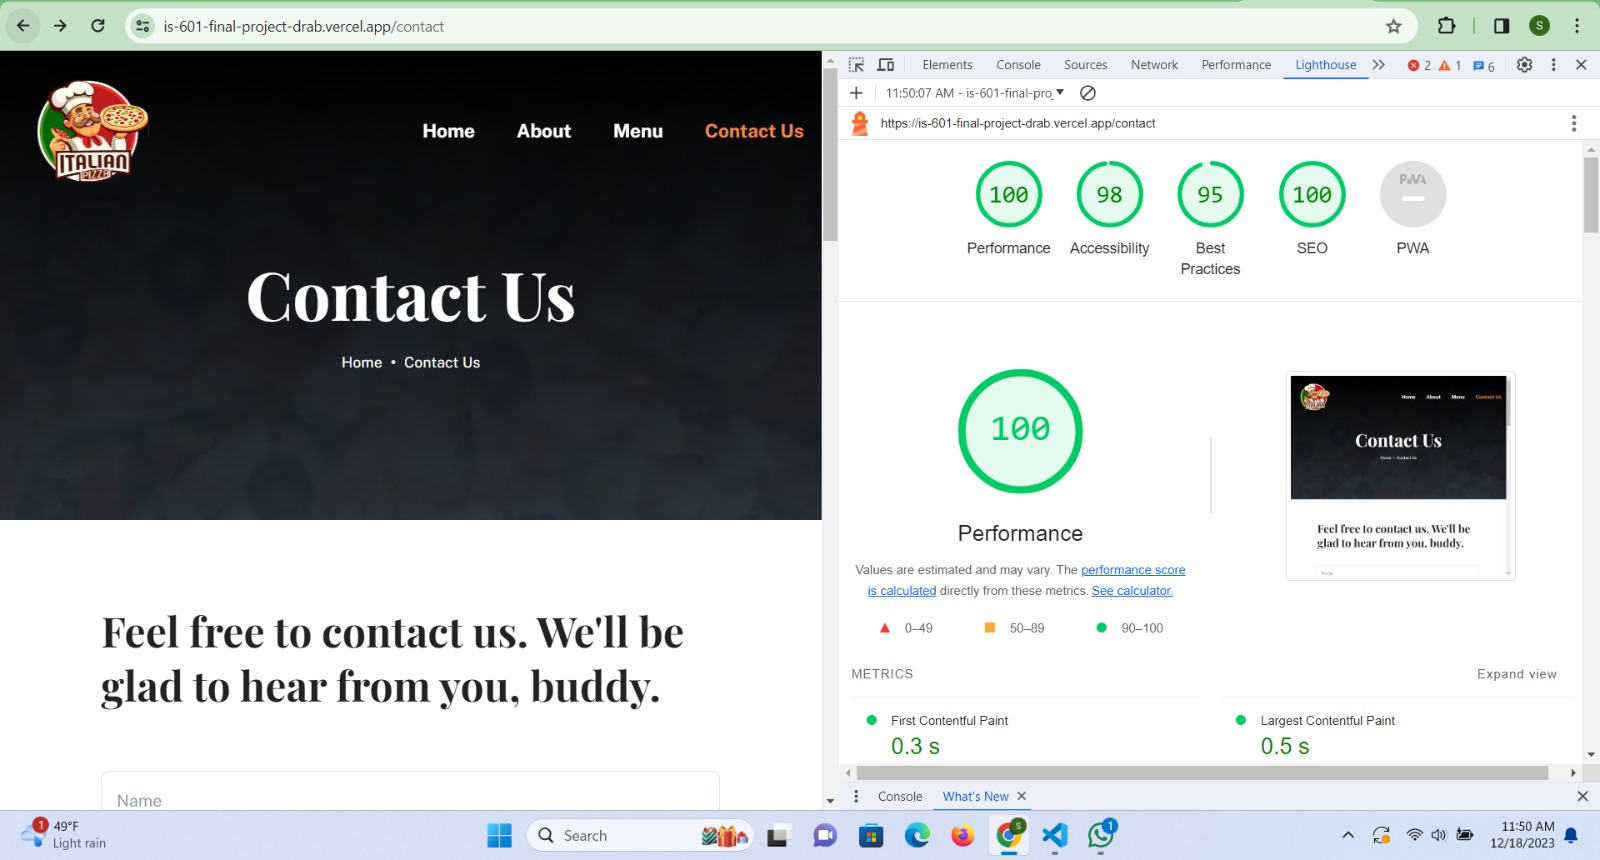 is-601-final-project-drab.vercel.app/contact
S
ITALIAN
PIZZA
Home About Menu Contact Us
Contact Us
Home • Contact Us
Feel free to contact us. We'll be
glad to hear from you, buddy.
Name
Elements Console Sources Network Performance Lighthouse 2 1 6
11:50:07 AM - is-601-final-pro
https://is-601-final-project-drab.vercel.app/contact
100 98 95 100 PWA
Performance Accessibility Best Practices SEO PWA
100
Performance
Values are estimated and may vary. The performance score
is calculated directly from these metrics. See calculator.
0–49 50–89 90–100
Home About Menu Contact Us
Contact Us
Home • Contact Us
Feel free to contact us. We'll be
glad to hear from you, buddy.
Name
METRICS Expand view
First Contentful Paint Largest Contentful Paint
0.3 s 0.5 s
Console What's New
1 49°F
Light rain
Search
S
1
11:50 AM
12/18/2023